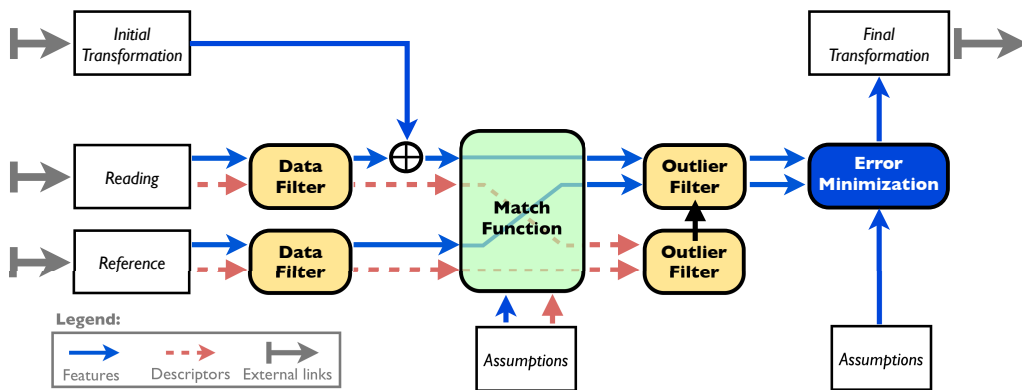 Initial
Transformation
Final
Transformation
Reading
Data
Filter
Outlier
Filter
Error
Minimization
Match
Function
Reference
Data
Filter
Outlier
Filter
Legend:
Features
Descriptors
External links
Assumptions
Assumptions